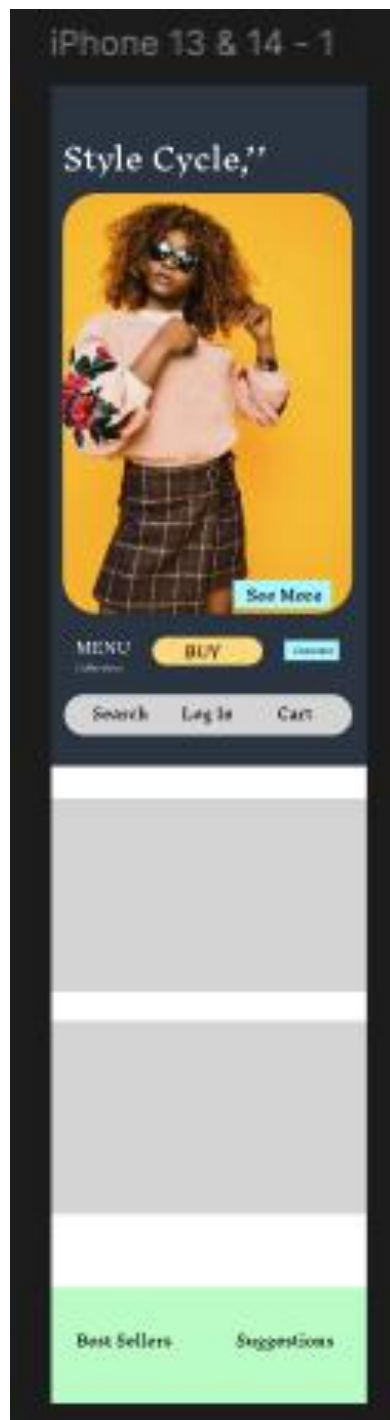 iPhone 13 & 14 - 1
Style Cycle,’’
See More
MENU BUY
Search Log In Cart
Best Sellers Suggestions